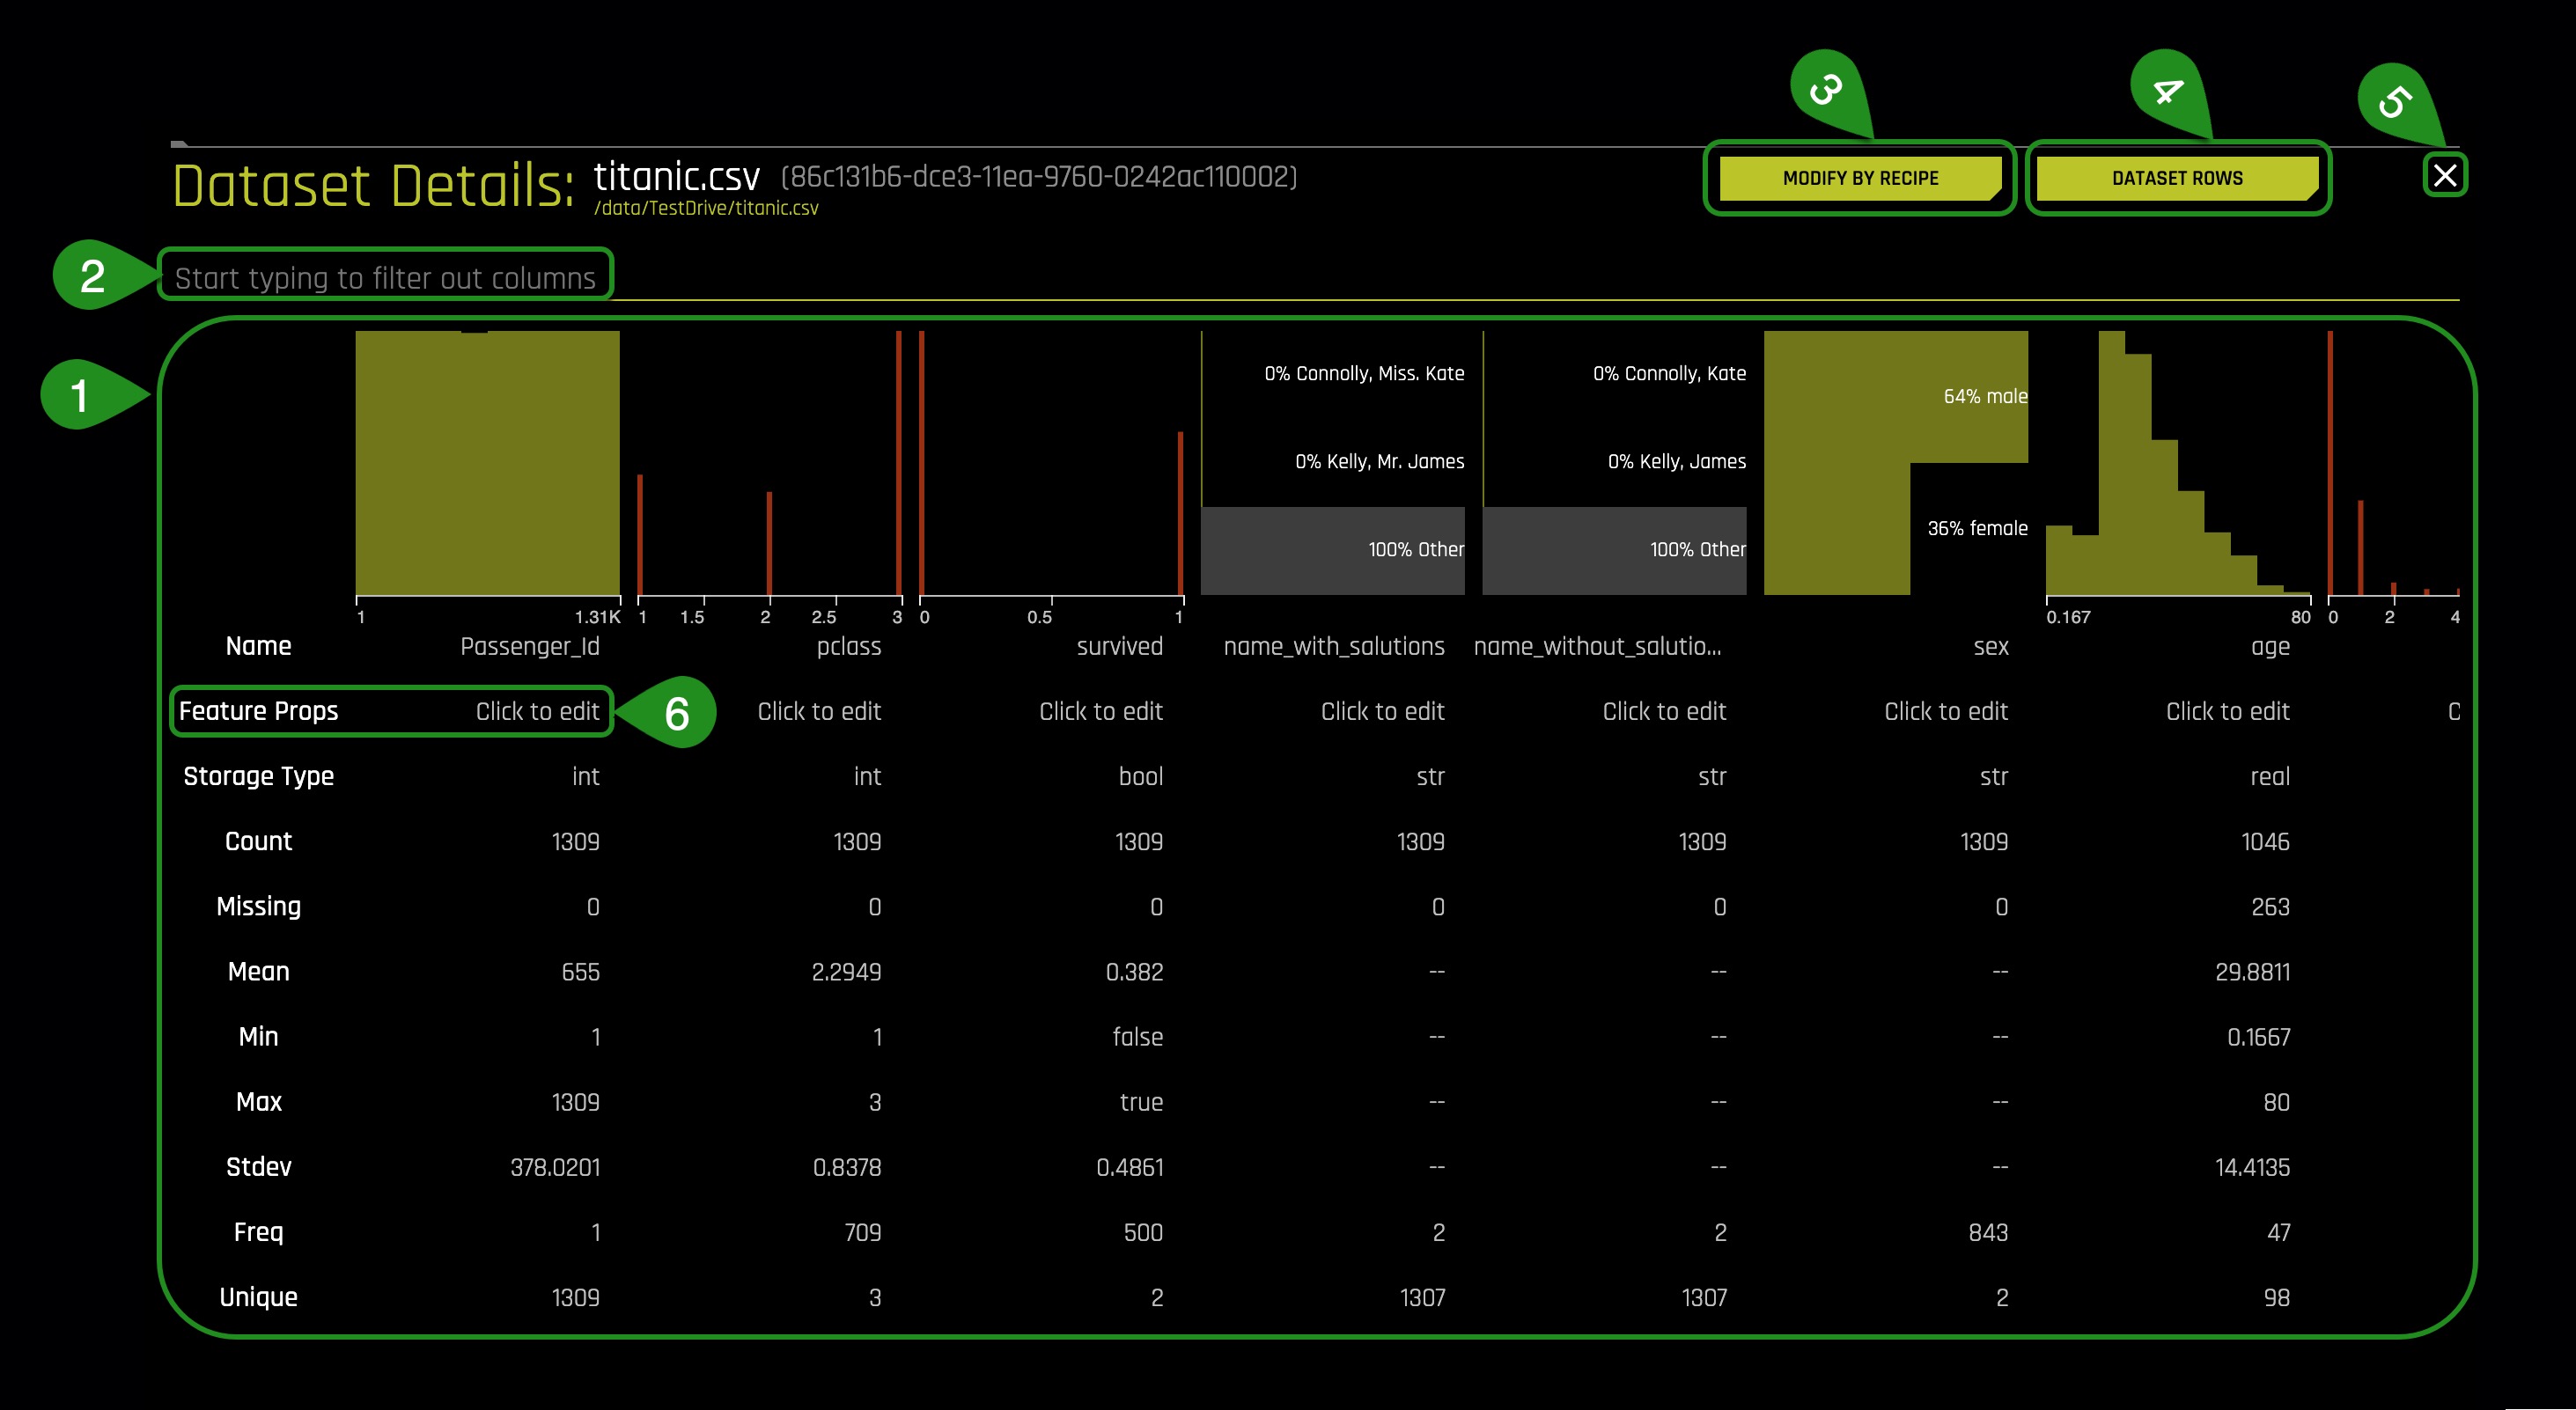 3 4 5
Dataset Details: titanic.csv (86c131b6-dce3-11ea-9760-0242ac110002) MODIFY BY RECIPE DATASET ROWS
/data/TestDrive/titanic.csv
2 Start typing to filter out columns
1
0% Connolly, Miss. Kate 0% Connolly, Kate 64% male
0% Kelly, Mr. James 0% Kelly, James
36% female
100% Other 100% Other
1 1.31K 1 1.5 2 2.5 3 0 0.5 1 0.167 80 0 2 4
Name Passenger_Id pclass survived name_with_salutions name_without_salutio... sex age
Feature Props Click to edit 6 Click to edit Click to edit Click to edit Click to edit Click to edit Click to edit C
Storage Type int int bool str str str real
Count 1309 1309 1309 1309 1309 1309 1046
Missing 0 0 0 0 0 0 263
Mean 655 2.2949 0.382 -- -- -- 29.8811
Min 1 1 false -- -- -- 0.1667
Max 1309 3 true -- -- -- 80
Stdev 378.0201 0.8378 0.4861 -- -- -- 14.4135
Freq 1 709 500 2 2 843 47
Unique 1309 3 2 1307 1307 2 98